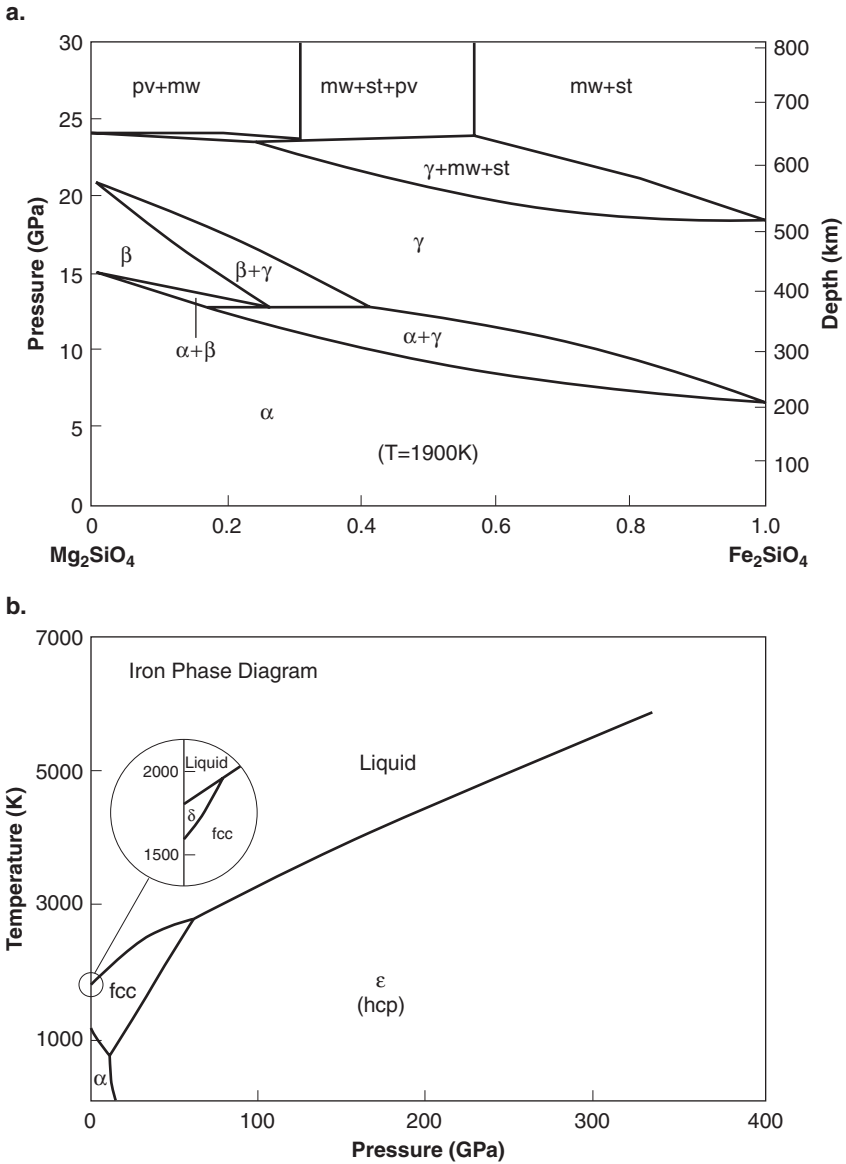 a.
30
25
20
15
10
5
0
Pressure (GPa)
800
700
600
500
400
300
200
100
Depth (km)
pv+mw
mw+st+pv
mw+st
γ+mw+st
γ
β
β+γ
α+β
α+γ
α
(T=1900K)
0
0.2
0.4
0.6
0.8
1.0
Mg₂SiO₄
Fe₂SiO₄
b.
7000
5000
3000
1000
Temperature (K)
Iron Phase Diagram
Liquid
2000
δ
fcc
1500
Liquid
fcc
ε
(hcp)
α
0
100
200
300
400
Pressure (GPa)